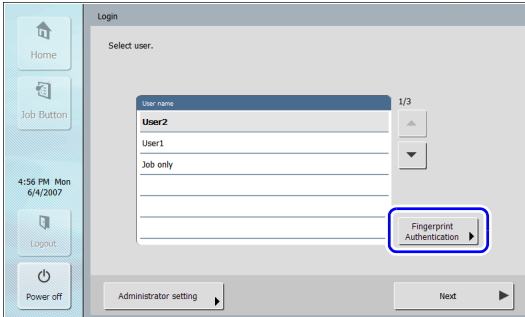 Login
Home
Job Button
4:56 PM Mon
6/4/2007
Logout
Power off
Select user.
User name
1/3
User2
User1
Job only
Fingerprint
Authentication
Administrator setting
Next